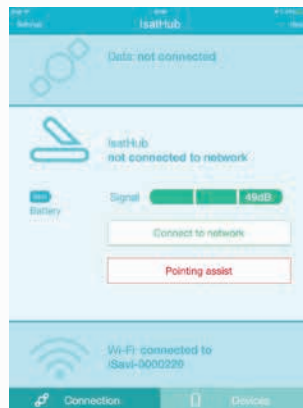 IsatHub
Data: not connected
IsatHub
not connected to network
Battery
Signal
49dB
Connect to network
Pointing assist
Wi-Fi: connected to
iSavi-0000220
Connection
Devices